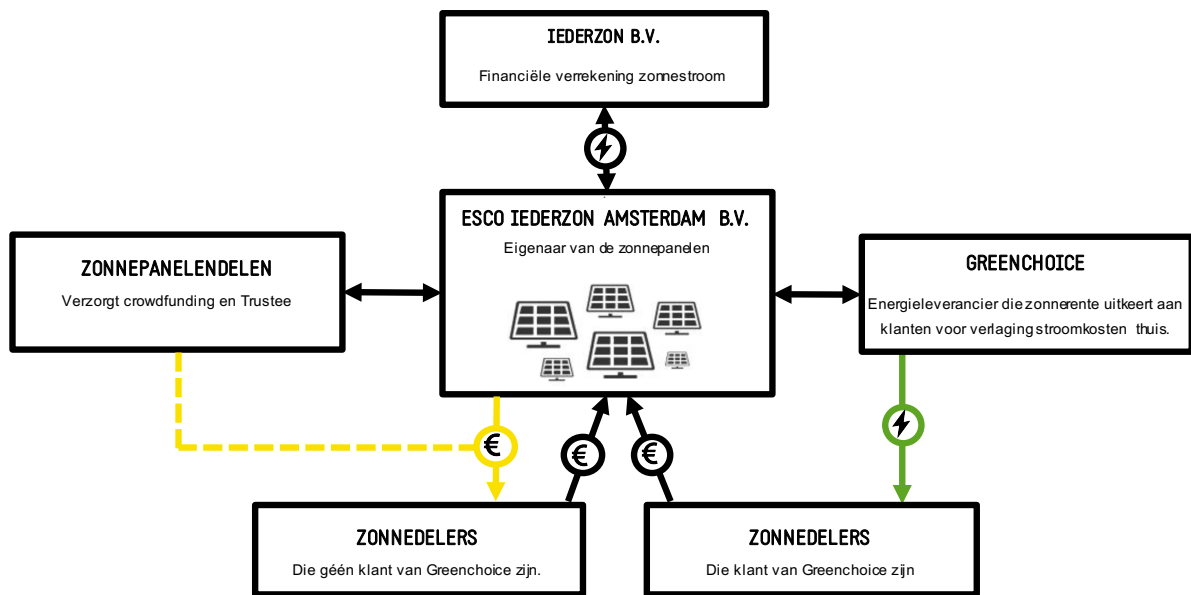 IEDERZON B.V.
Financiële verrekening zonnestroom
ESCO IEDERZON AMSTERDAM B.V.
Eigenaar van de zonnepanelen
ZONNEPANELENDELEN
Verzorgt crowdfunding en Trustee
GREENCHOICE
Energieleverancier die zonnerente uitkeert aan
klanten voor verlaging stroomkosten thuis.
€
€
€
ZONNEDELERS
Die géén klant van Greenchoice zijn.
ZONNEDELERS
Die klant van Greenchoice zijn